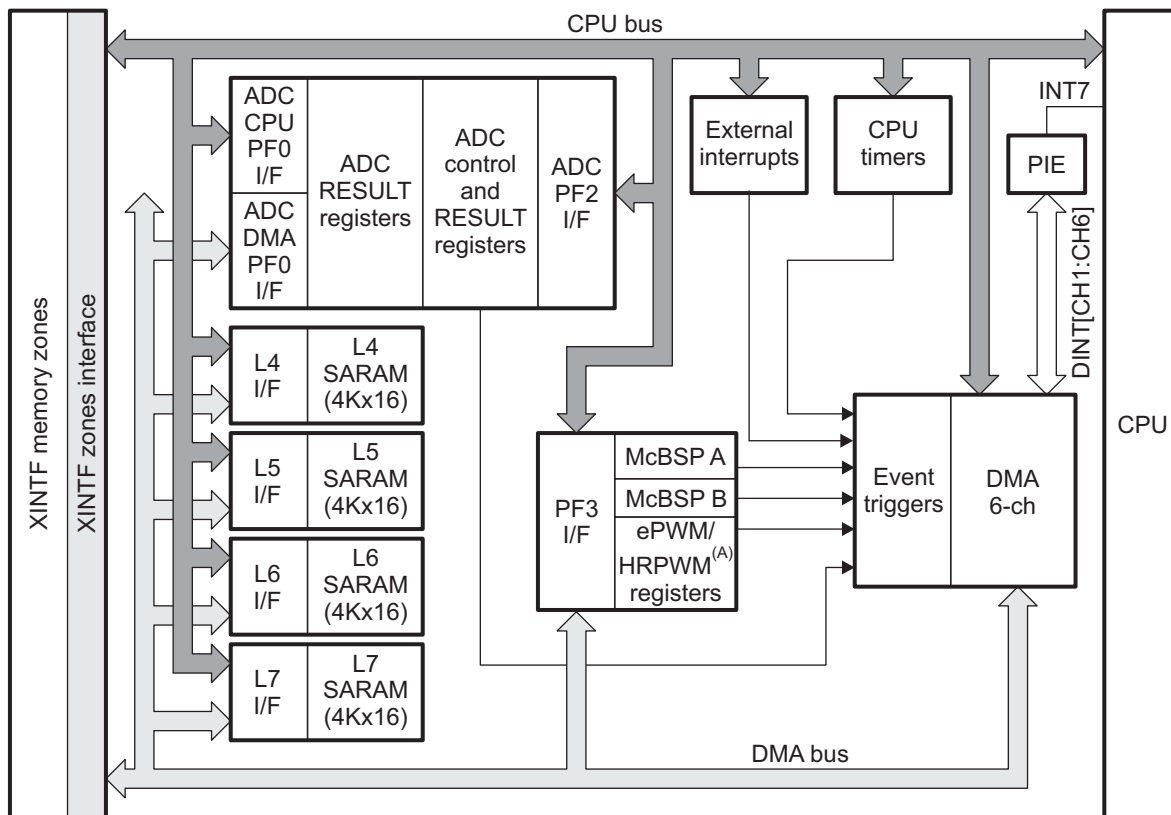 CPU bus
XINTF memory zones
XINTF zones interface
ADC
CPU
PF0
I/F
ADC
DMA
PF0
I/F
ADC
RESULT
registers
ADC
control
and
RESULT
registers
ADC
PF2
I/F
External
interrupts
CPU
timers
INT7
PIE
DINT[CH1:CH6]
CPU
L4
I/F
L4
SARAM
(4Kx16)
L5
I/F
L5
SARAM
(4Kx16)
L6
I/F
L6
SARAM
(4Kx16)
L7
I/F
L7
SARAM
(4Kx16)
PF3
I/F
McBSP A
McBSP B
ePWM/
HRPWM(A)
registers
Event
triggers
DMA
6-ch
DMA bus